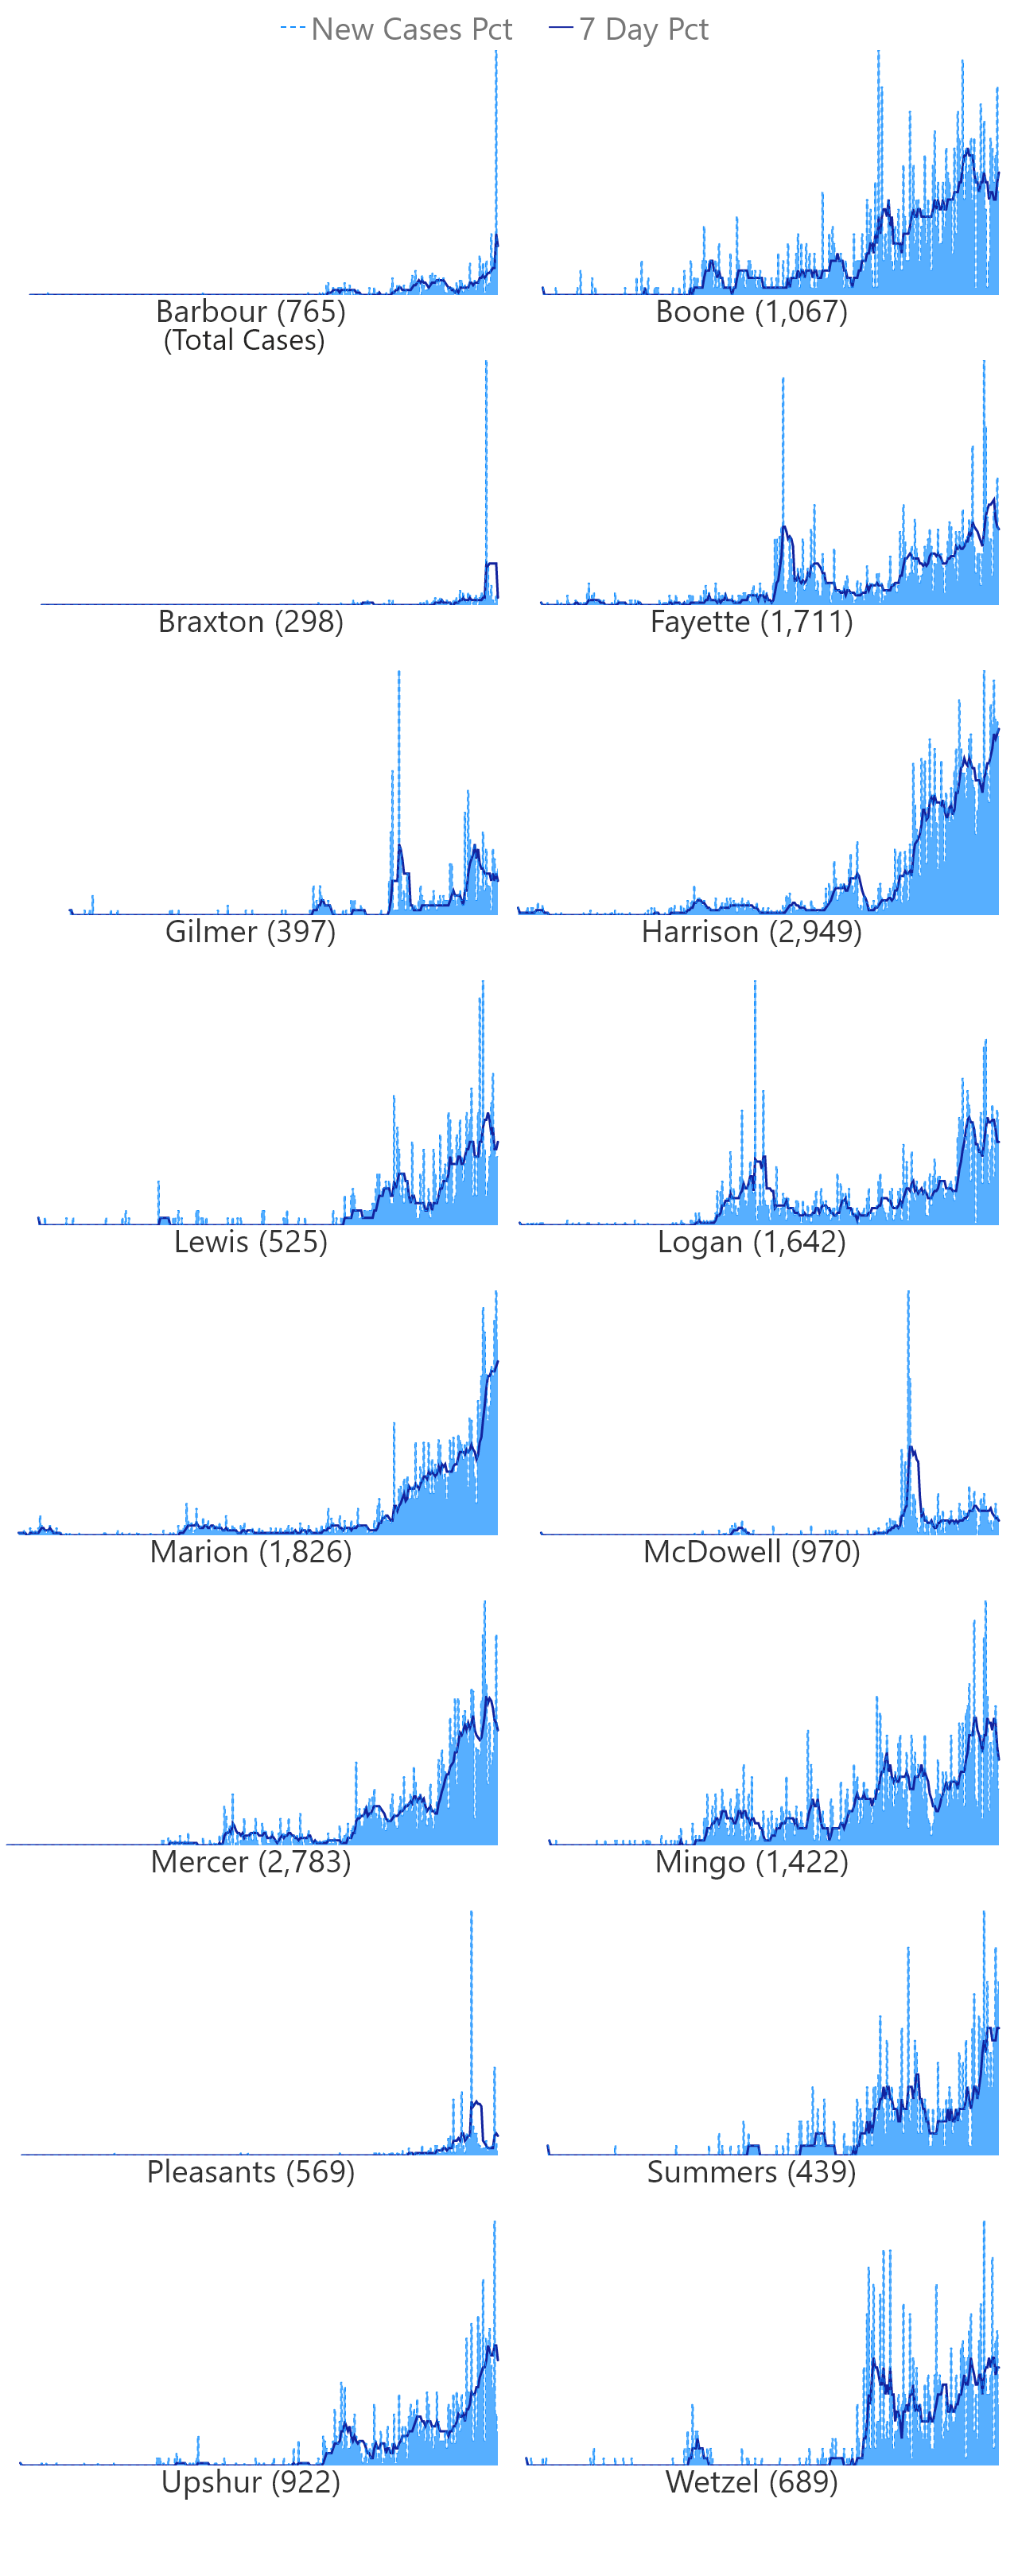 New Cases Pct 7 Day Pct
Barbour (765) Boone (1,067)
(Total Cases)
Braxton (298) Fayette (1,711)
Gilmer (397) Harrison (2,949)
Lewis (525) Logan (1,642)
Marion (1,826) McDowell (970)
Mercer (2,783) Mingo (1,422)
Pleasants (569) Summers (439)
Upshur (922) Wetzel (689)